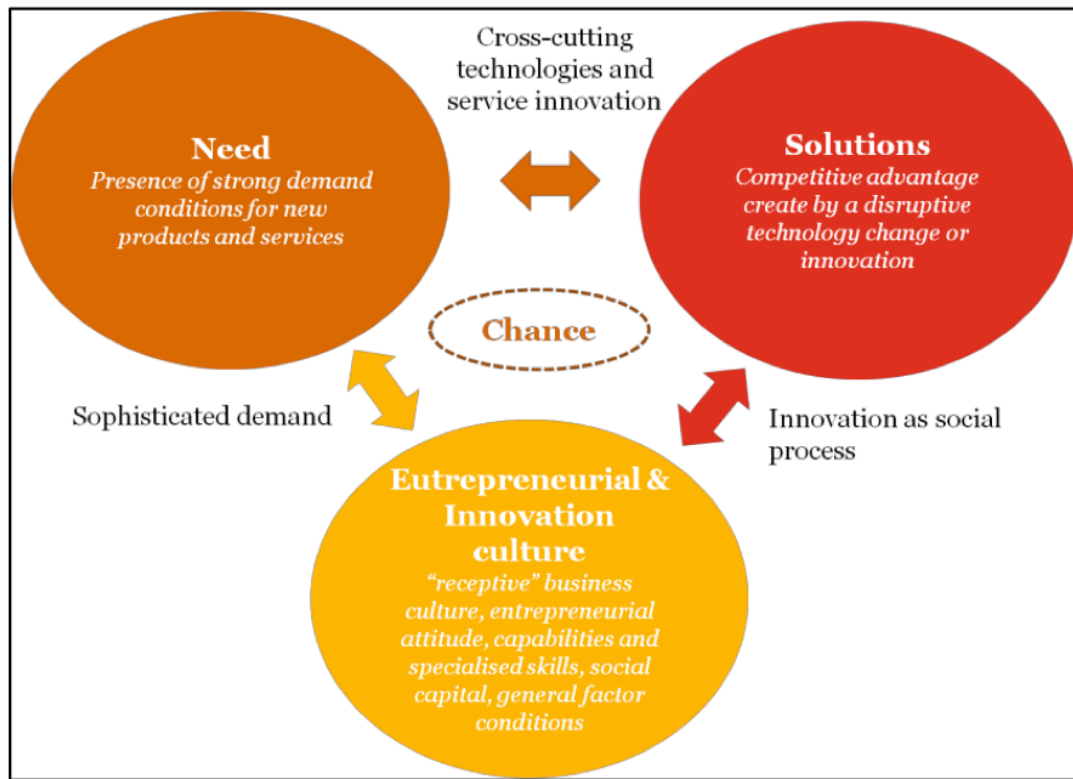 Cross-cutting
technologies and
service innovation
Need
Presence of strong demand
conditions for new
products and services
Solutions
Competitive advantage
create by a disruptive
technology change or
innovation
Chance
Sophisticated demand
Innovation as social
process
Eutrepreneurial &
Innovation
culture
“receptive” business
culture, entrepreneurial
attitude, capabilities and
specialised skills, social
capital, general factor
conditions